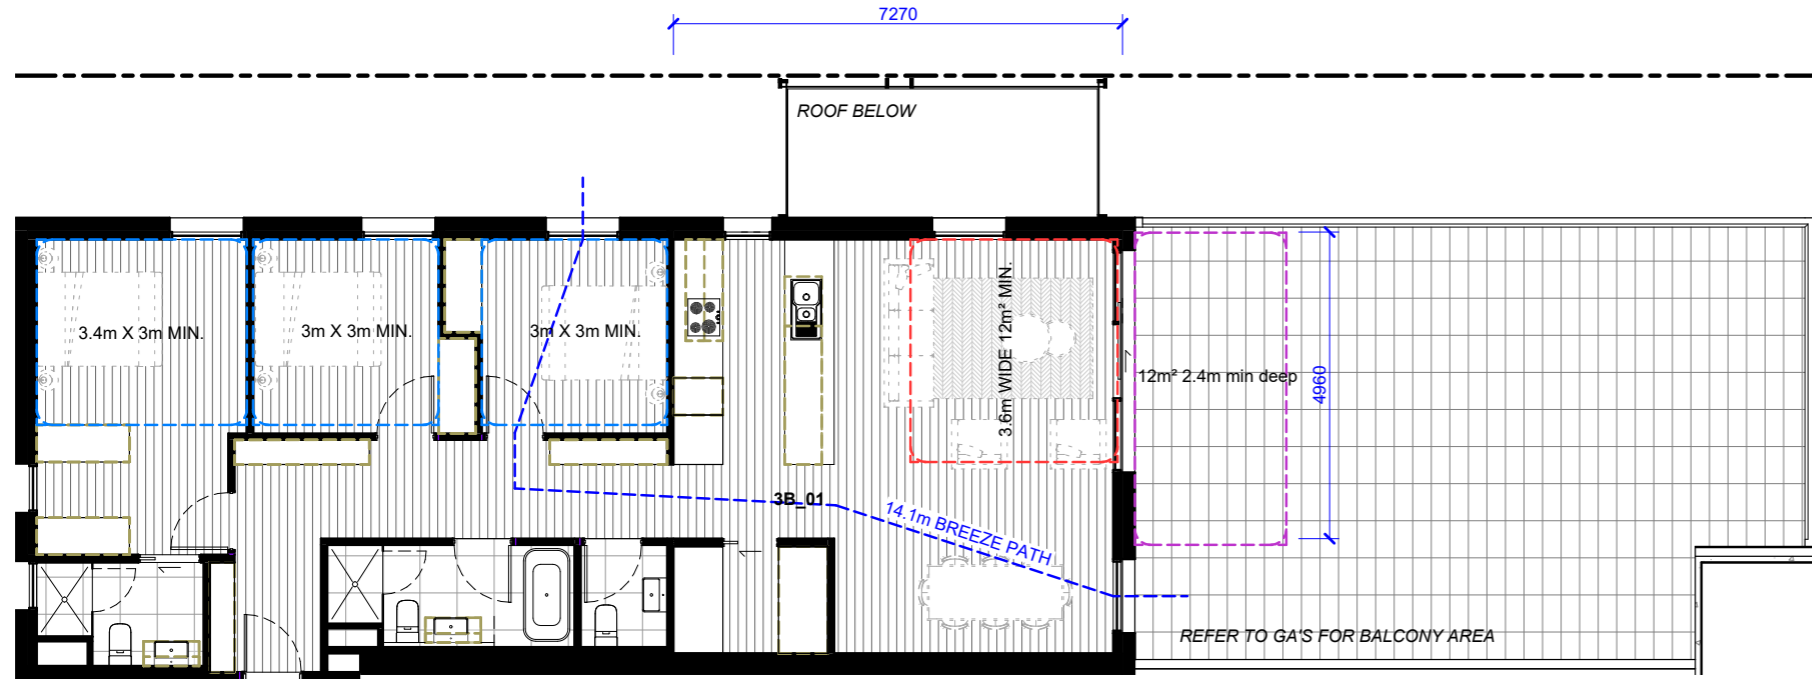 7270
ROOF BELOW
3.4m X 3m MIN.
3m X 3m MIN.
3m X 3m MIN.
3.6m WIDE 12m² MIN.
12m² 2.4m min deep
4960
3B_01
14.1m BREEZE PATH
REFER TO GA'S FOR BALCONY AREA